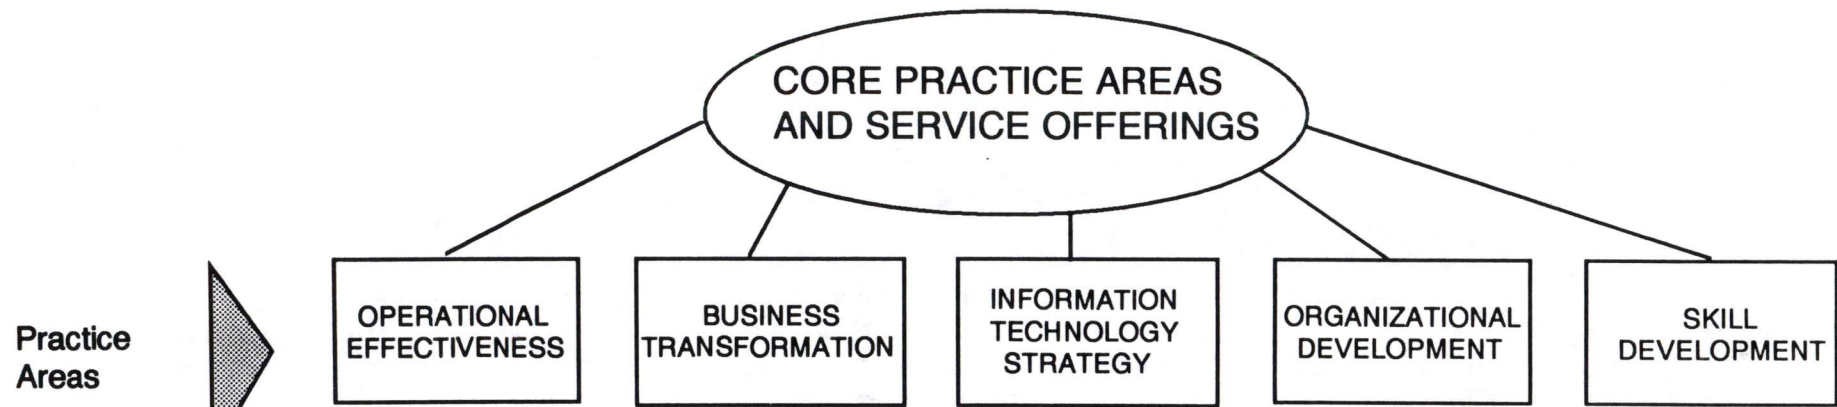 CORE PRACTICE AREAS
AND SERVICE OFFERINGS
Practice
Areas
OPERATIONAL
EFFECTIVENESS
BUSINESS
TRANSFORMATION
INFORMATION
TECHNOLOGY
STRATEGY
ORGANIZATIONAL
DEVELOPMENT
SKILL
DEVELOPMENT